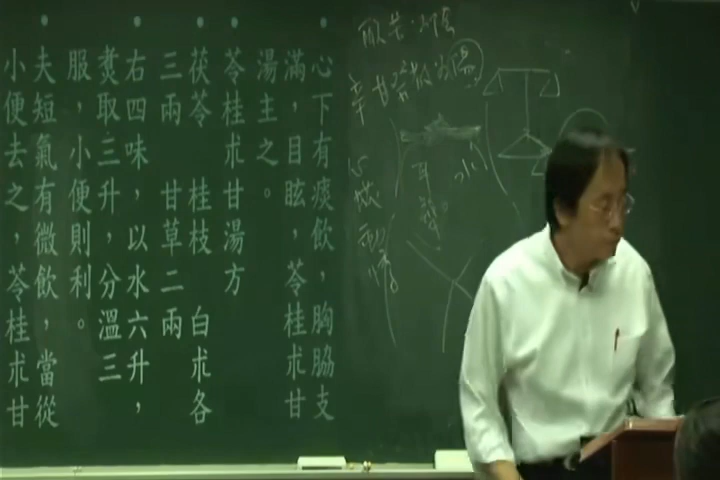 心下有痰飲，胸脇支
滿，目眩，苓桂朮甘
湯主之。
苓桂朮甘湯方
茯苓　桂枝　白朮各
三兩　甘草二兩
右四味，以水六升，
煑取三升，分溫三
服，小便則利。
夫短氣有微飲，當從
小便去之，苓桂朮甘